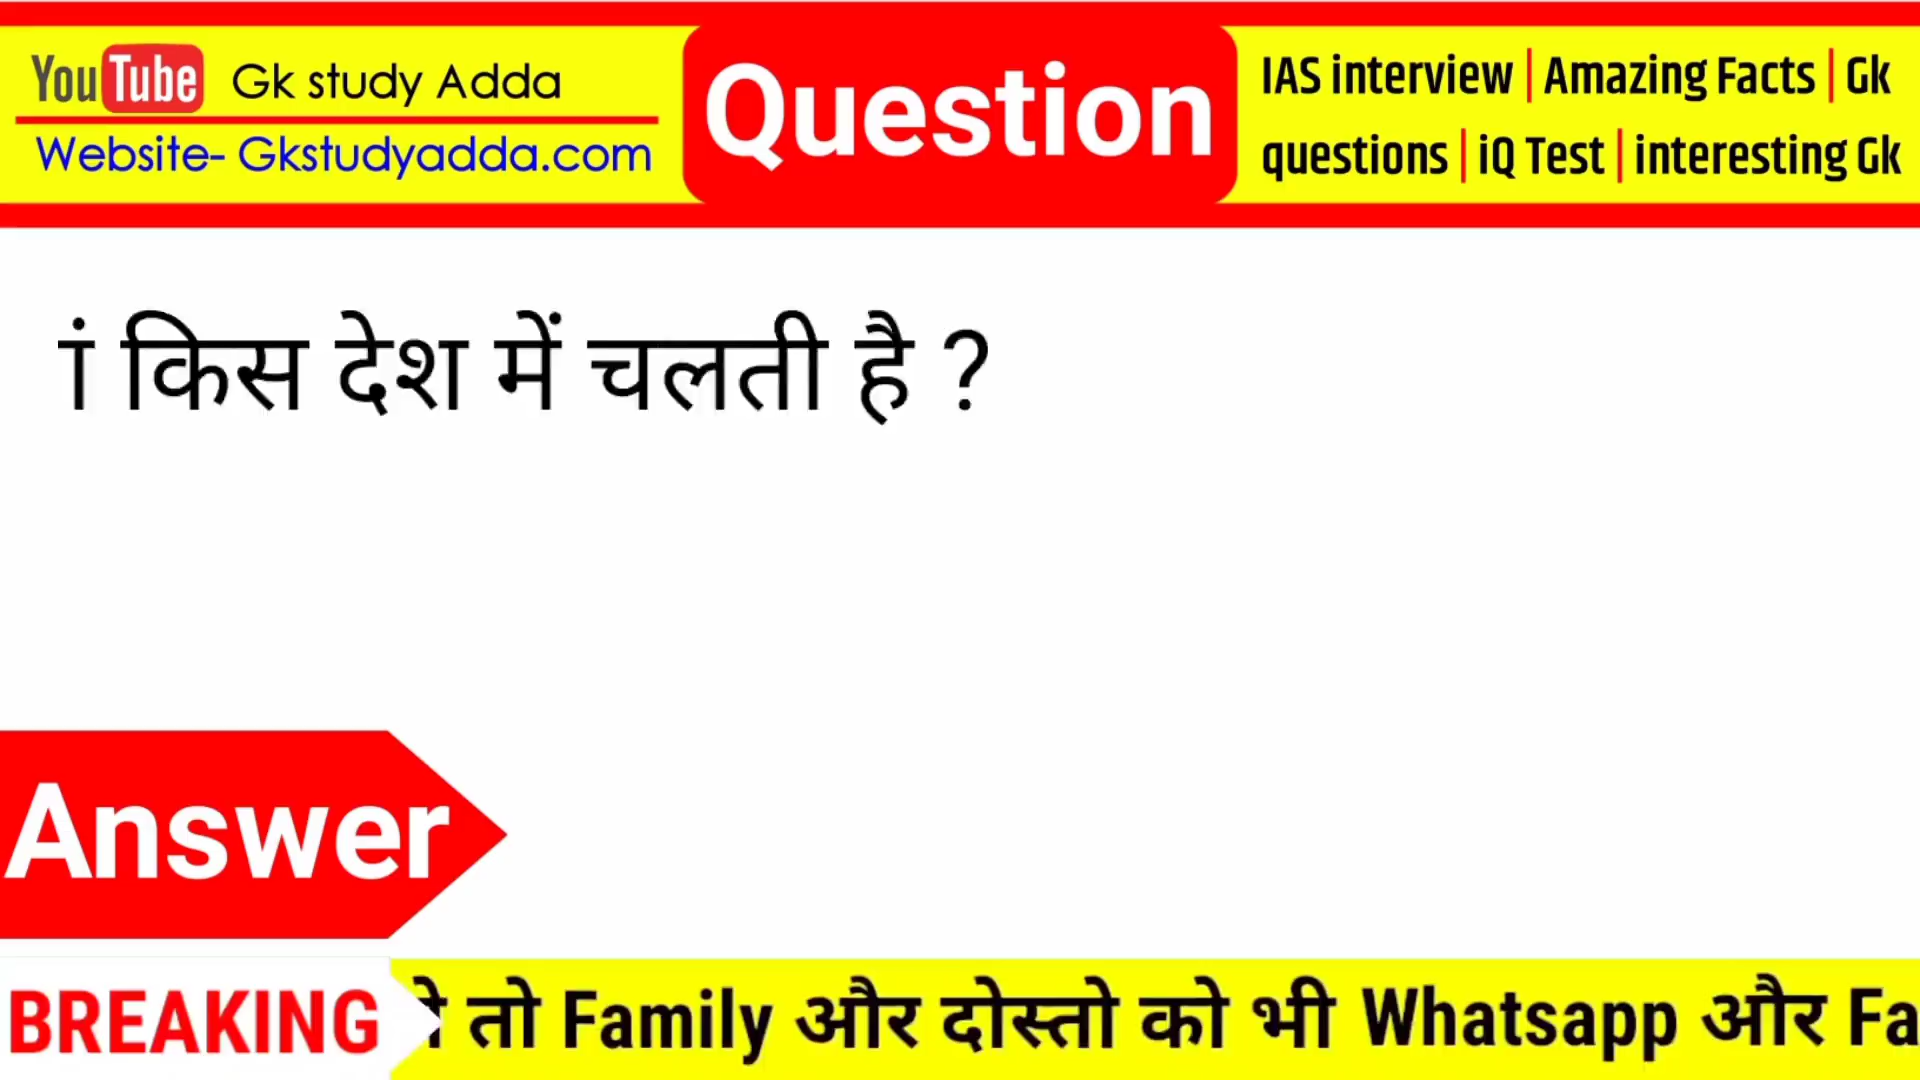 YouTube Gk study Adda
Website- Gkstudyadda.com
Question
IAS interview | Amazing Facts | Gk
questions | iQ Test | interesting Gk
ां किस देश में चलती है ?
Answer
BREAKING
तो Family और दोस्तो को भी Whatsapp और Fa